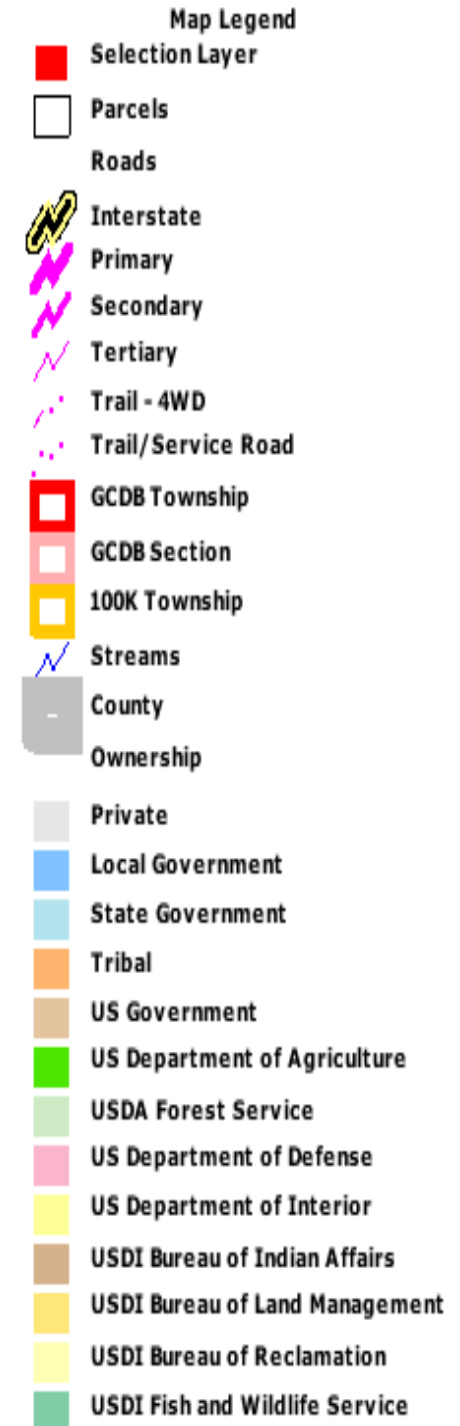 Map Legend
Selection Layer
Parcels
Roads
Interstate
Primary
Secondary
Tertiary
Trail - 4WD
Trail/Service Road
GCDB Township
GCDB Section
100K Township
Streams
County
Ownership
Private
Local Government
State Government
Tribal
US Government
US Department of Agriculture
USDA Forest Service
US Department of Defense
US Department of Interior
USDI Bureau of Indian Affairs
USDI Bureau of Land Management
USDI Bureau of Reclamation
USDI Fish and Wildlife Service